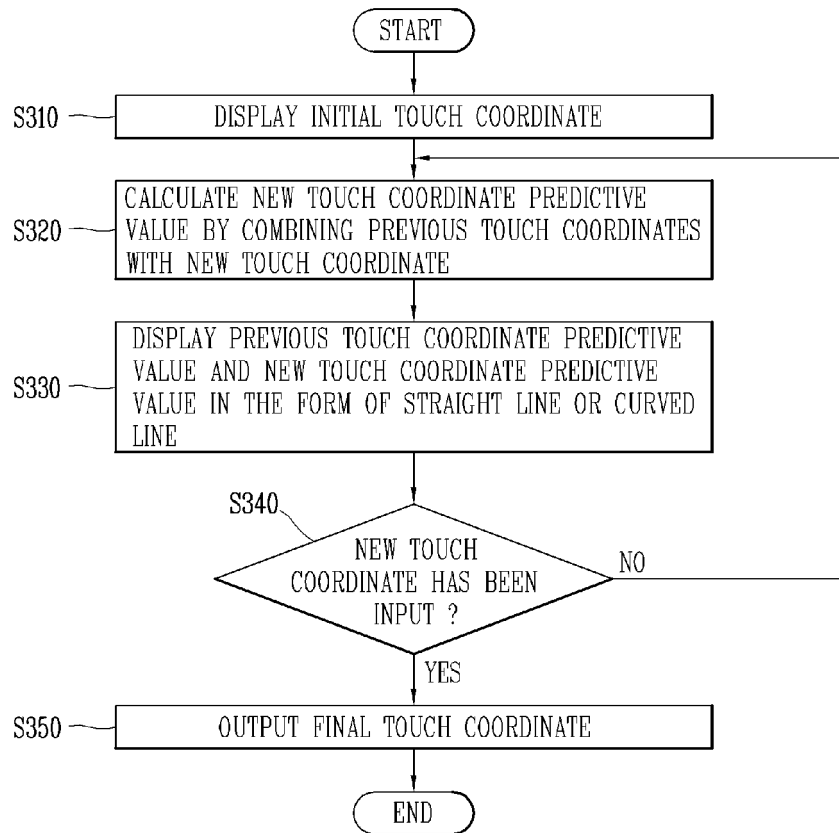 START
S310
DISPLAY INITIAL TOUCH COORDINATE
S320
CALCULATE NEW TOUCH COORDINATE PREDICTIVE
VALUE BY COMBINING PREVIOUS TOUCH COORDINATES
WITH NEW TOUCH COORDINATE
S330
DISPLAY PREVIOUS TOUCH COORDINATE PREDICTIVE
VALUE AND NEW TOUCH COORDINATE PREDICTIVE
VALUE IN THE FORM OF STRAIGHT LINE OR CURVED
LINE
S340
NEW TOUCH
COORDINATE HAS BEEN
INPUT ?
NO
YES
S350
OUTPUT FINAL TOUCH COORDINATE
END